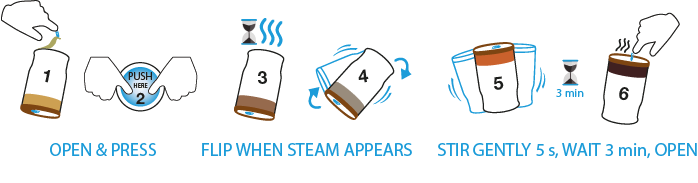 1
PUSH
HERE
2
3
4
5
3 min
6
OPEN & PRESS
FLIP WHEN STEAM APPEARS
STIR GENTLY 5 s, WAIT 3 min, OPEN